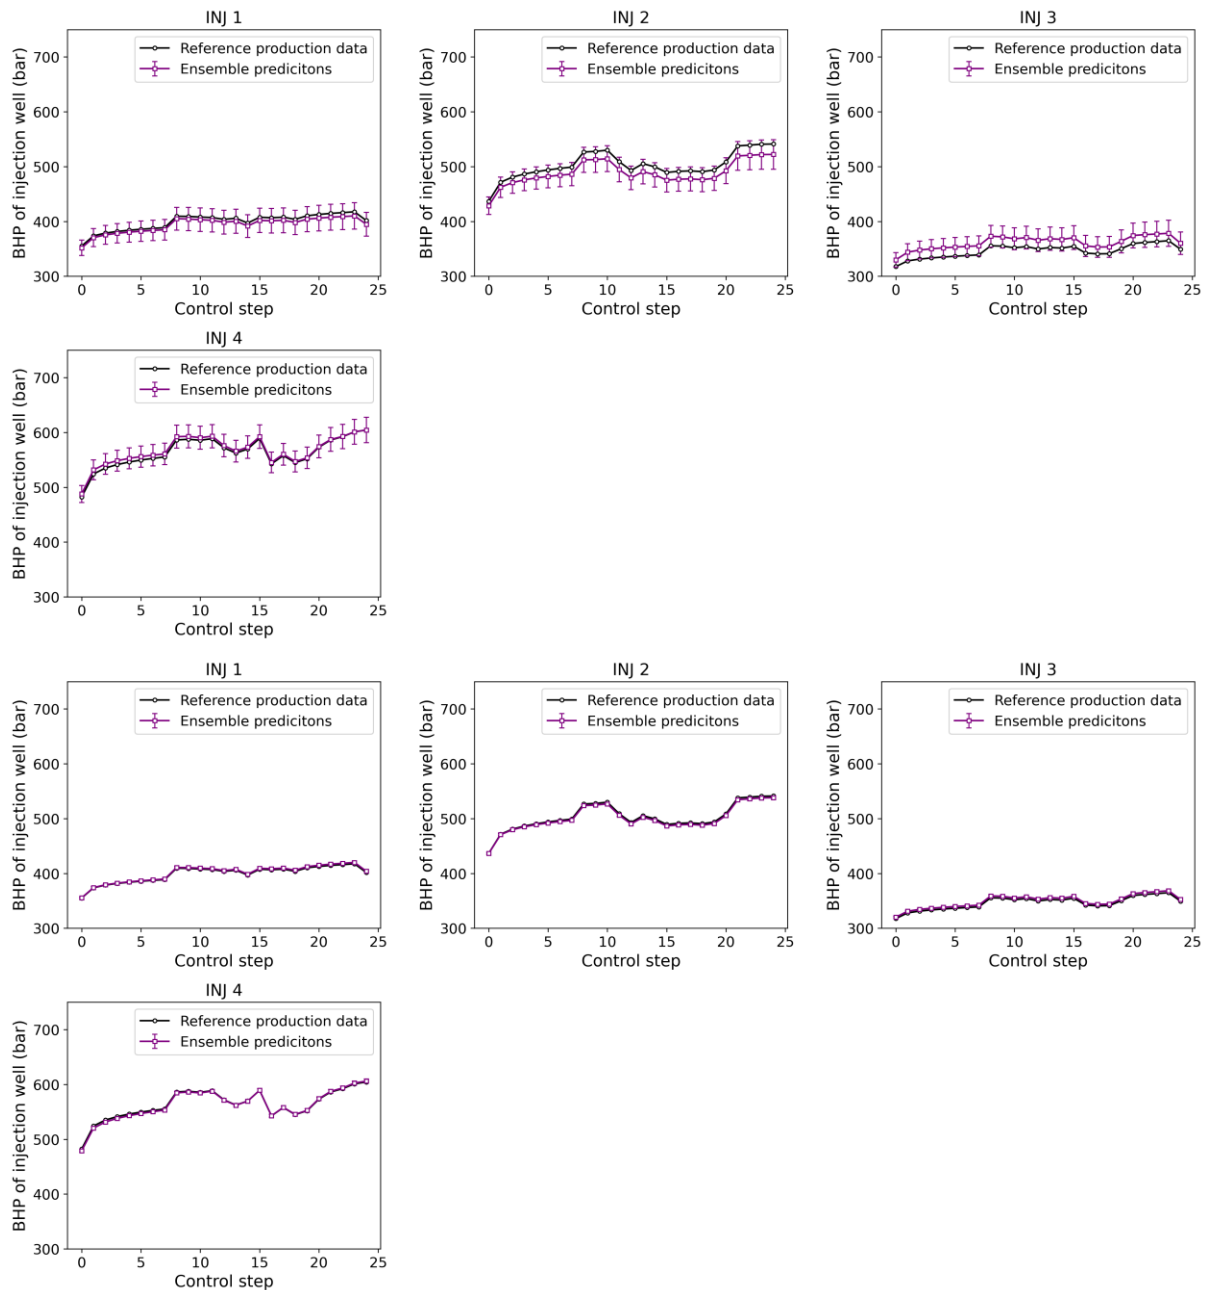 INJ 1
700
600
500
400
300
BHP of injection well (bar)
Reference production data
Ensemble predicitons
0 5 10 15 20 25
Control step
INJ 2
700
600
500
400
300
BHP of injection well (bar)
Reference production data
Ensemble predicitons
0 5 10 15 20 25
Control step
INJ 3
700
600
500
400
300
BHP of injection well (bar)
Reference production data
Ensemble predicitons
0 5 10 15 20 25
Control step
INJ 4
700
600
500
400
300
BHP of injection well (bar)
Reference production data
Ensemble predicitons
0 5 10 15 20 25
Control step
INJ 1
700
600
500
400
300
BHP of injection well (bar)
Reference production data
Ensemble predicitons
0 5 10 15 20 25
Control step
INJ 2
700
600
500
400
300
BHP of injection well (bar)
Reference production data
Ensemble predicitons
0 5 10 15 20 25
Control step
INJ 3
700
600
500
400
300
BHP of injection well (bar)
Reference production data
Ensemble predicitons
0 5 10 15 20 25
Control step
INJ 4
700
600
500
400
300
BHP of injection well (bar)
Reference production data
Ensemble predicitons
0 5 10 15 20 25
Control step